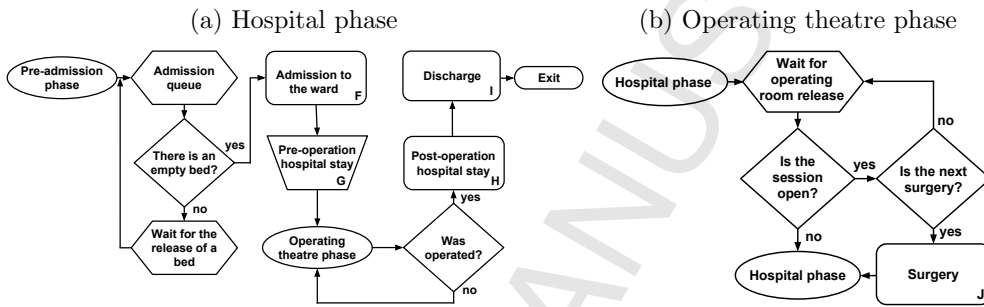 (a) Hospital phase
Pre-admission
phase
Admission
queue
There is an
empty bed?
yes
no
Wait for the
release of a
bed
Admission to
the ward
F
Pre-operation
hospital stay
G
Operating
theatre phase
Was
operated?
yes
no
Post-operation
hospital stay
H
Discharge
I
Exit
(b) Operating theatre phase
Hospital phase
Wait for
operating
room release
Is the
session
open?
yes
no
Is the next
surgery?
no
yes
Surgery
J
Hospital phase
ANUS